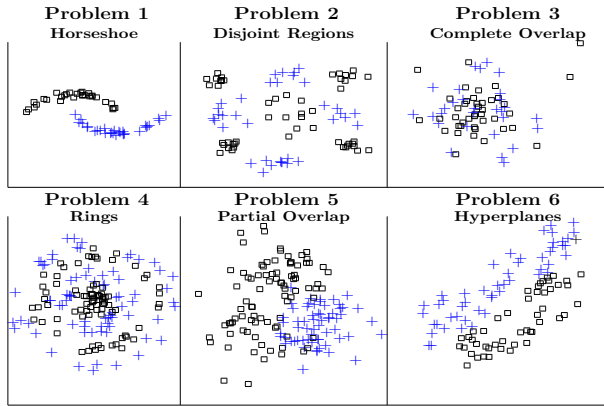 Problem 1
Horseshoe
Problem 2
Disjoint Regions
Problem 3
Complete Overlap
Problem 4
Rings
Problem 5
Partial Overlap
Problem 6
Hyperplanes